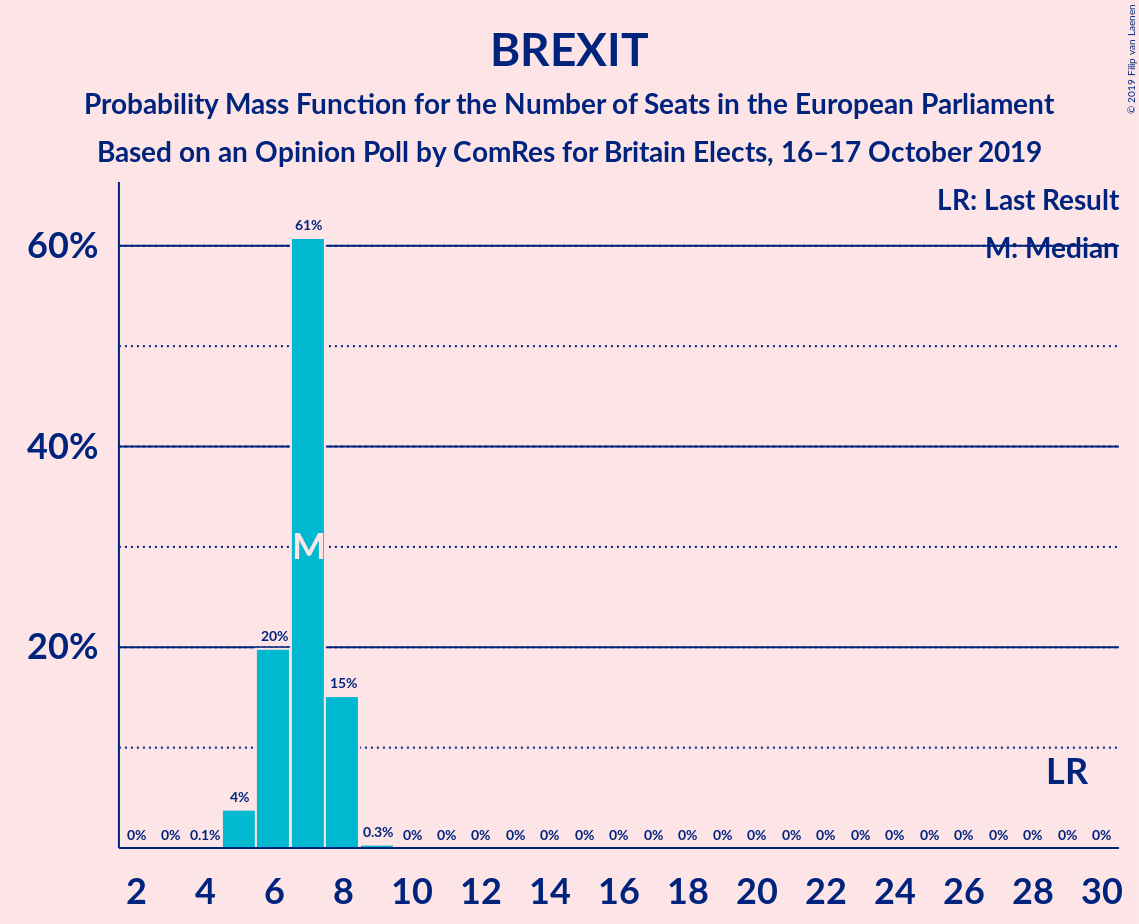 BREXIT
Probability Mass Function for the Number of Seats in the European Parliament
Based on an Opinion Poll by ComRes for Britain Elects, 16–17 October 2019
© 2019 Filip van Laenen
LR: Last Result
M: Median
60%
40%
20%
0% 0% 0.1% 4% 20% 61% 15% 0.3% 0% 0% 0% 0% 0% 0% 0% 0% 0% 0% 0% 0% 0% 0% 0% 0% 0% 0% 0% 0% 0%
M
LR
2 4 6 8 10 12 14 16 18 20 22 24 26 28 30